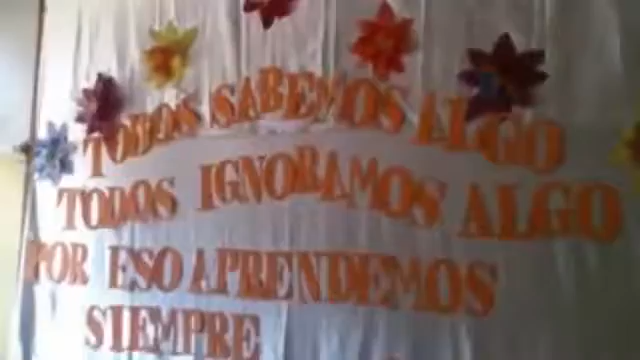 TODOS SABEMOS ALGO
TODOS IGNORAMOS ALGO
POR ESO APRENDEMOS
SIEMPRE